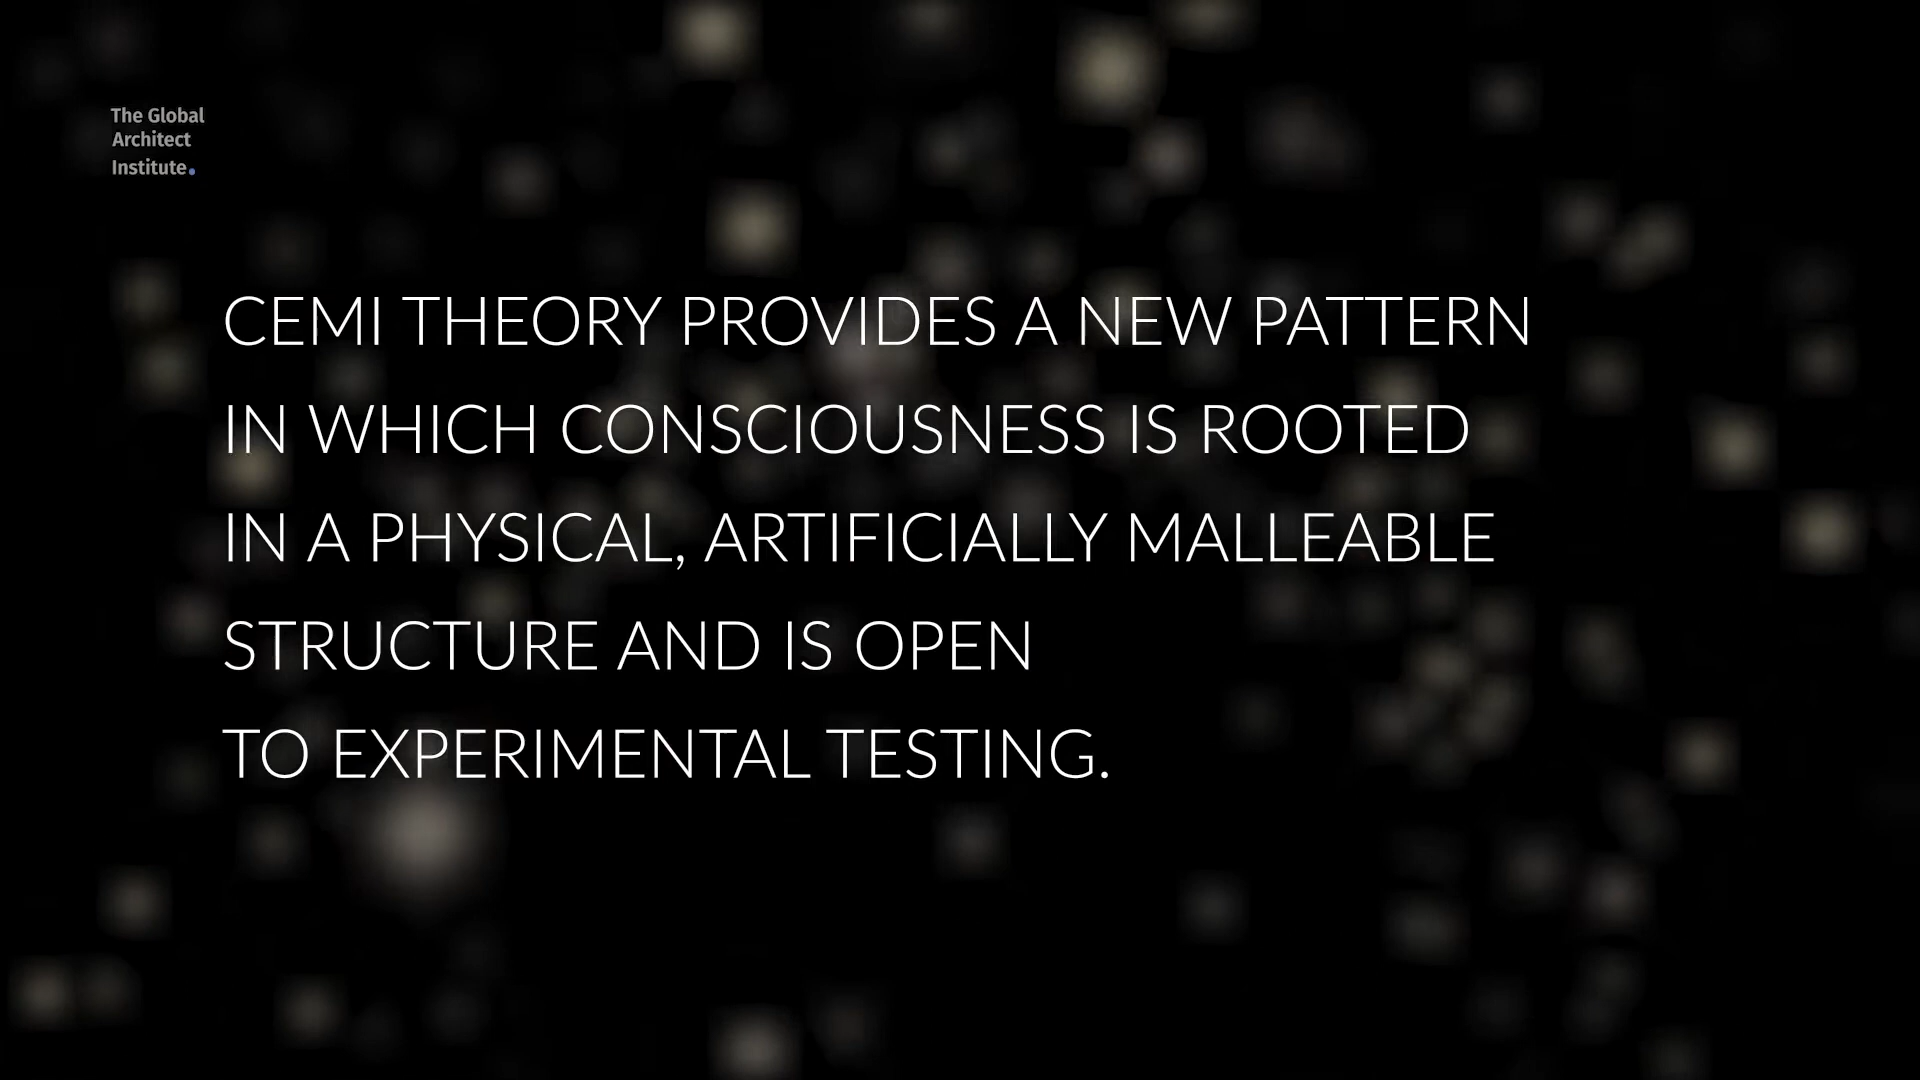 The Global
Architect
Institute.
CEMI THEORY PROVIDES A NEW PATTERN
IN WHICH CONSCIOUSNESS IS ROOTED
IN A PHYSICAL, ARTIFICIALLY MALLEABLE
STRUCTURE AND IS OPEN
TO EXPERIMENTAL TESTING.